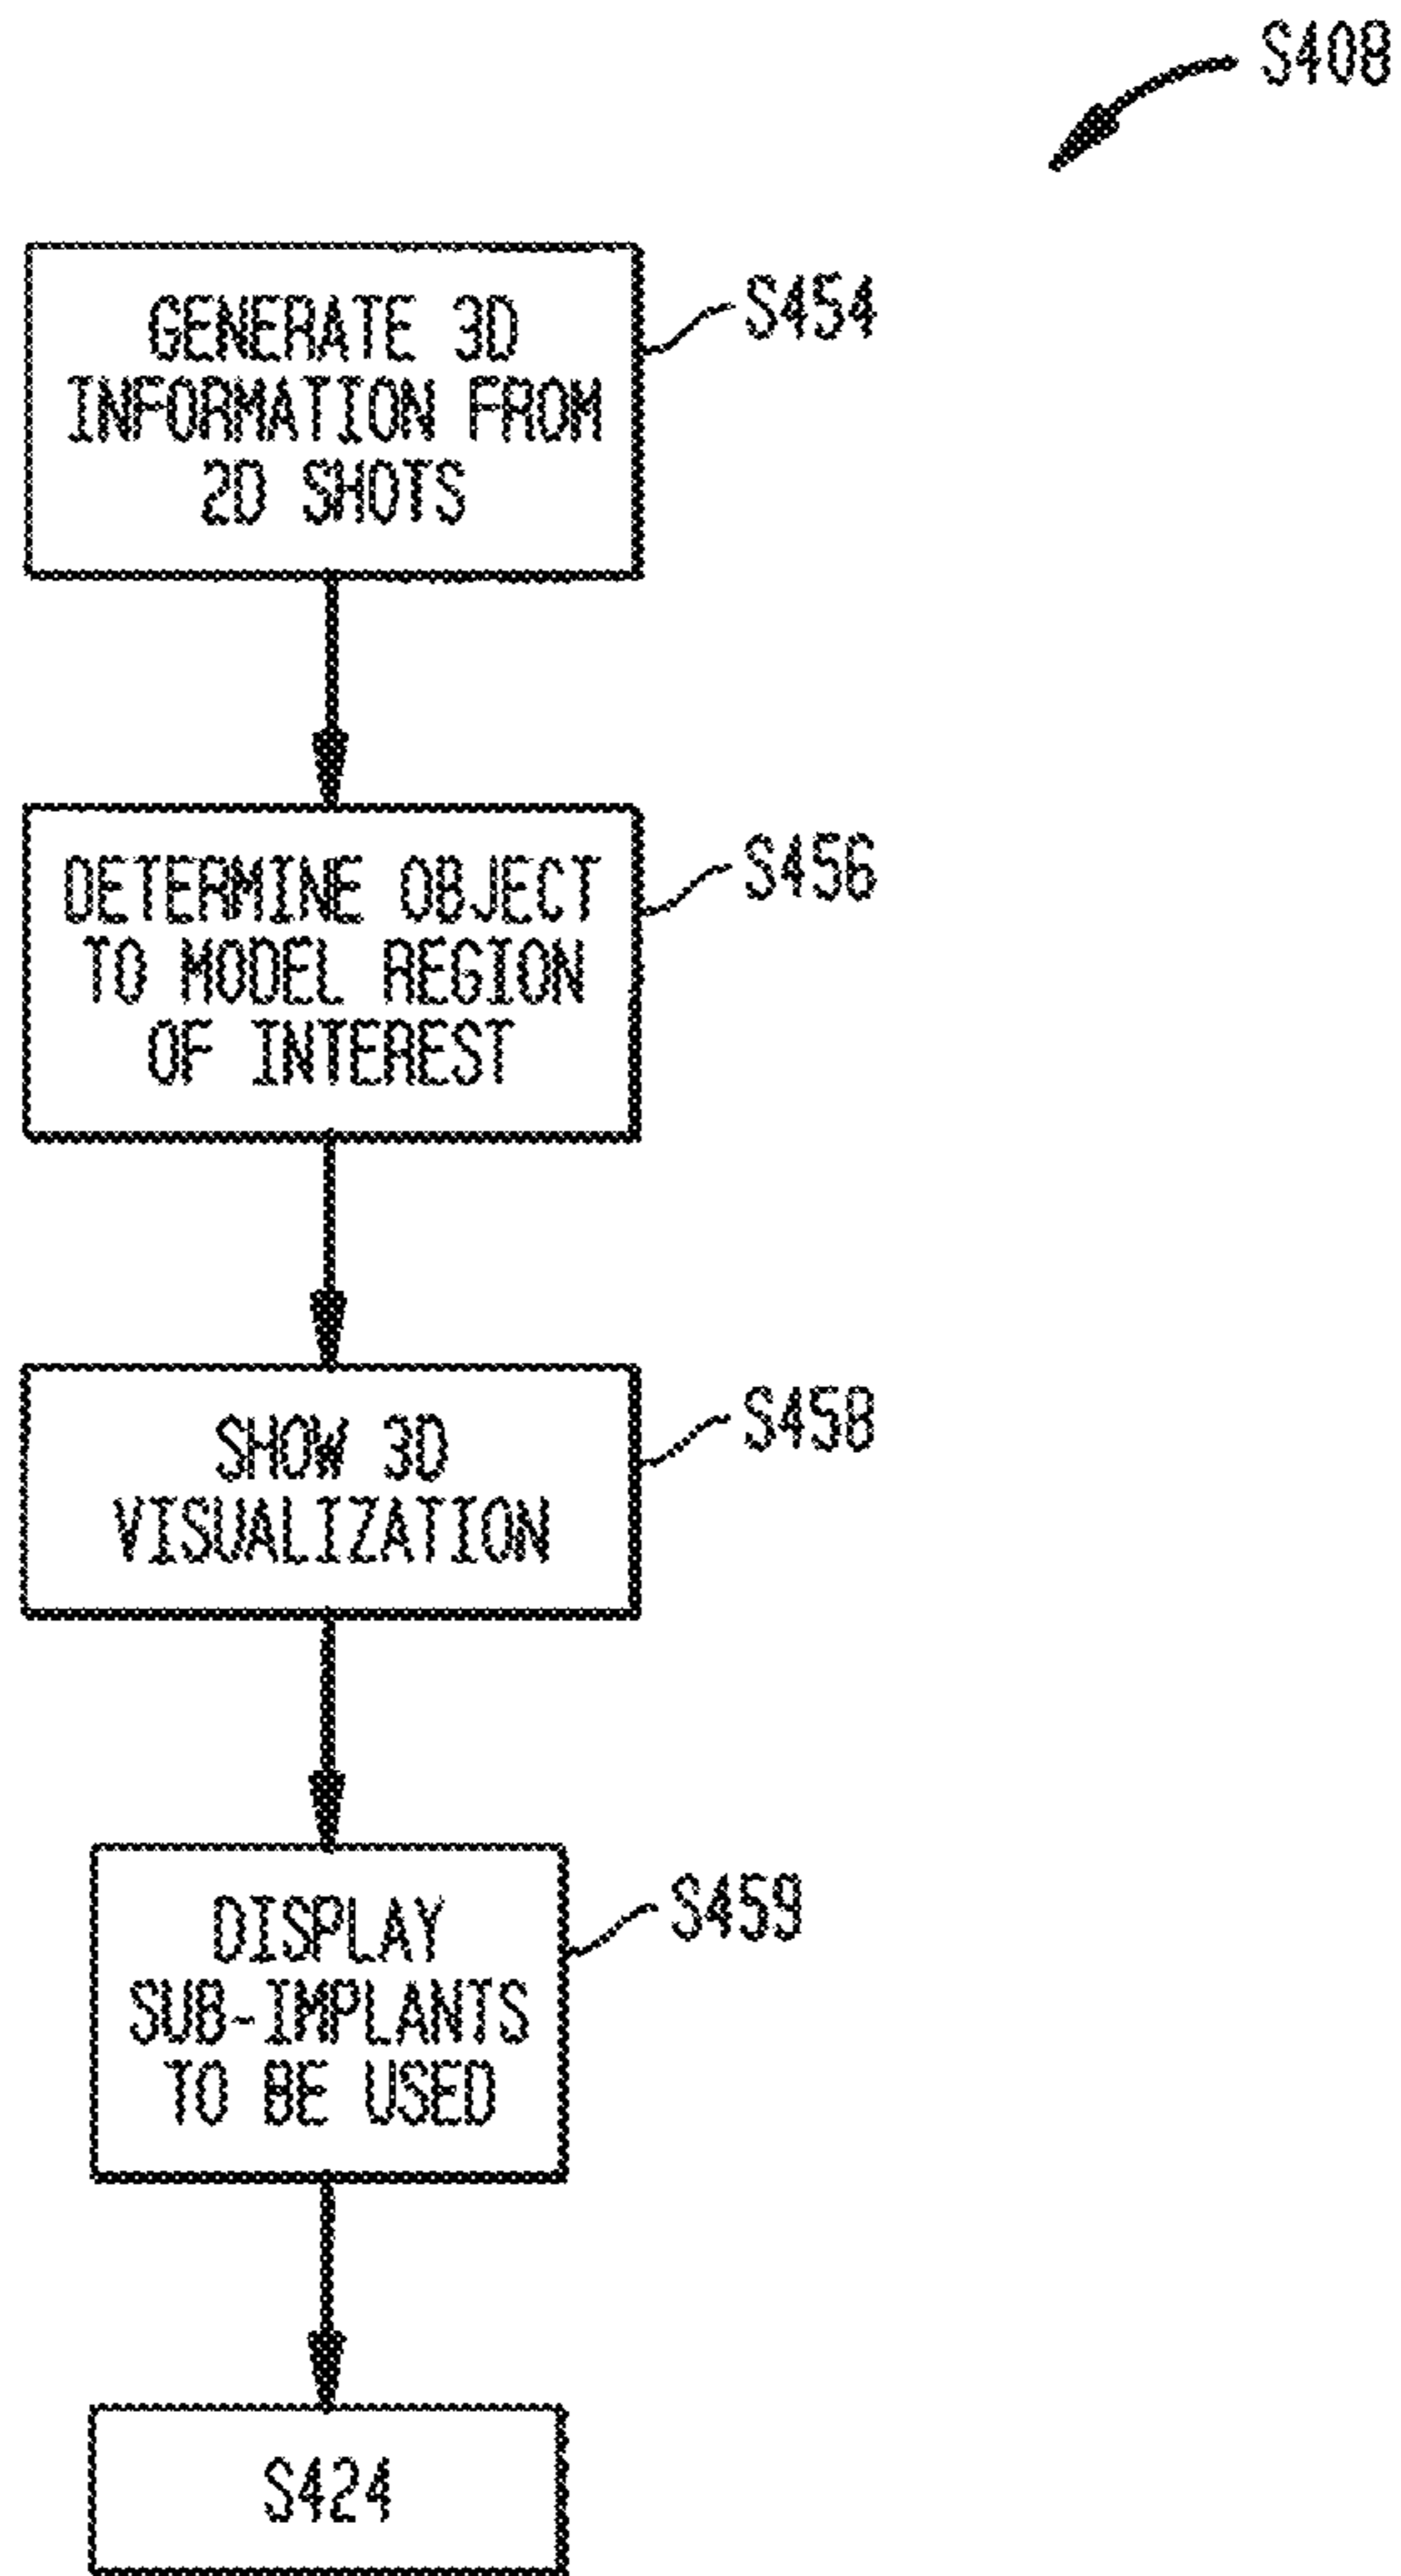 S408
GENERATE 3D
INFORMATION FROM
2D SHOTS
S454
DETERMINE OBJECT
TO MODEL REGION
OF INTEREST
S456
SHOW 3D
VISUALIZATION
S458
DISPLAY
SUB-IMPLANTS
TO BE USED
S459
S424